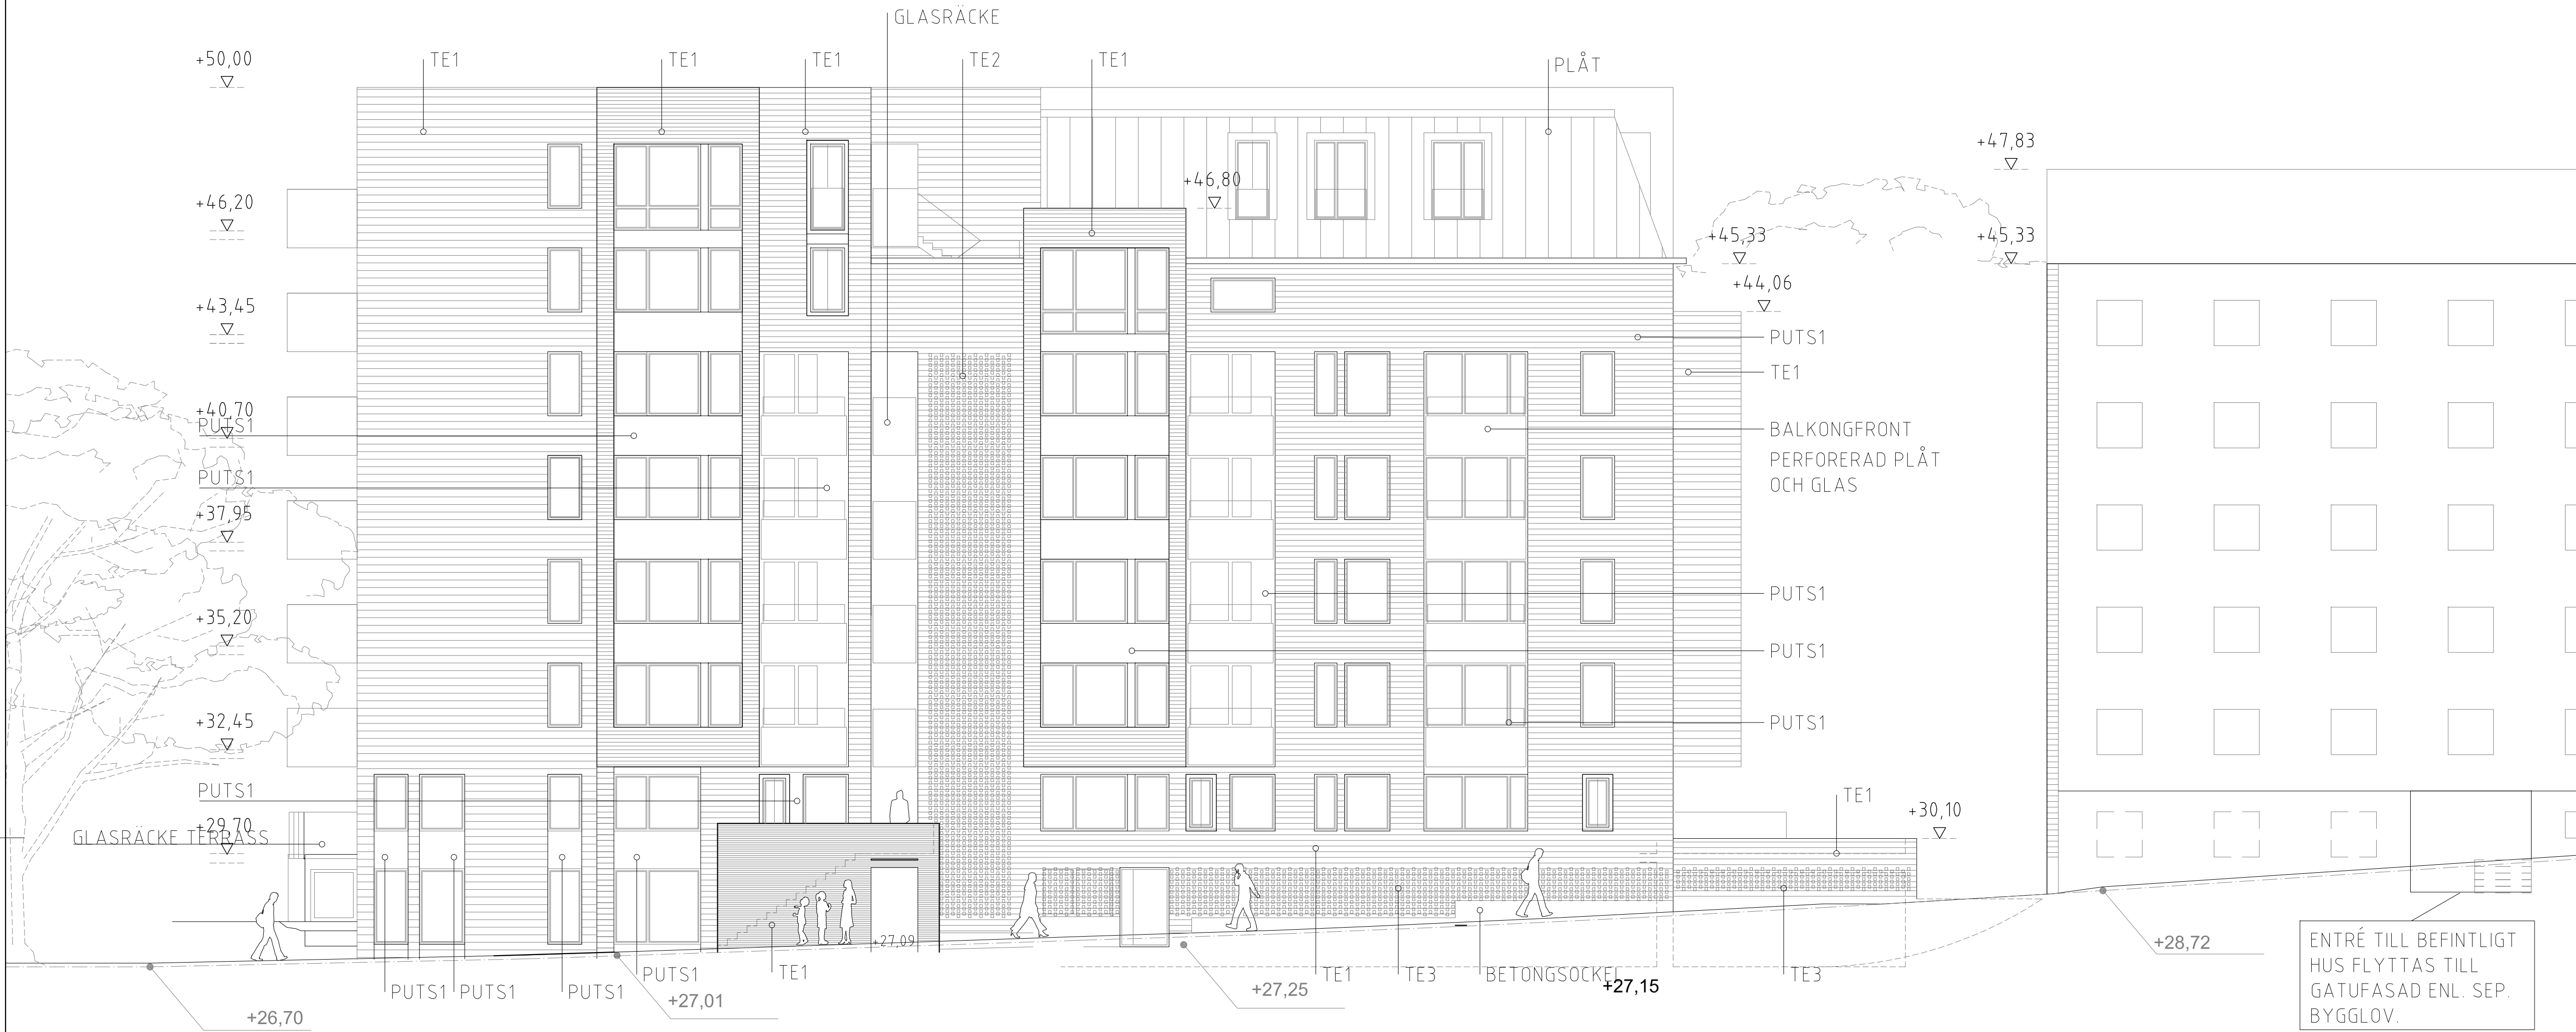 GLASRÄCKE
+50,00
TE1
TE1
TE1
TE2
TE1
PLÅT
+47,83
+46,20
+46,80
+45,33
+45,33
+44,06
+43,45
PUTS1
TE1
+40,70
PUTS1
BALKONGFRONT
PERFORERAD PLÅT
OCH GLAS
PUTS1
+37,95
PUTS1
+35,20
PUTS1
+32,45
PUTS1
PUTS1
TE1
+30,10
+29,70
GLASRÄCKE TERRASS
+27,09
PUTS1
PUTS1
PUTS1
PUTS1
TE1
TE1
TE3
BETONGSOCKEL
TE3
+27,15
+26,70
+27,01
+27,25
+28,72
ENTRÉ TILL BEFINTLIGT
HUS FLYTTAS TILL
GATUFASAD ENL. SEP.
BYGGLOV.